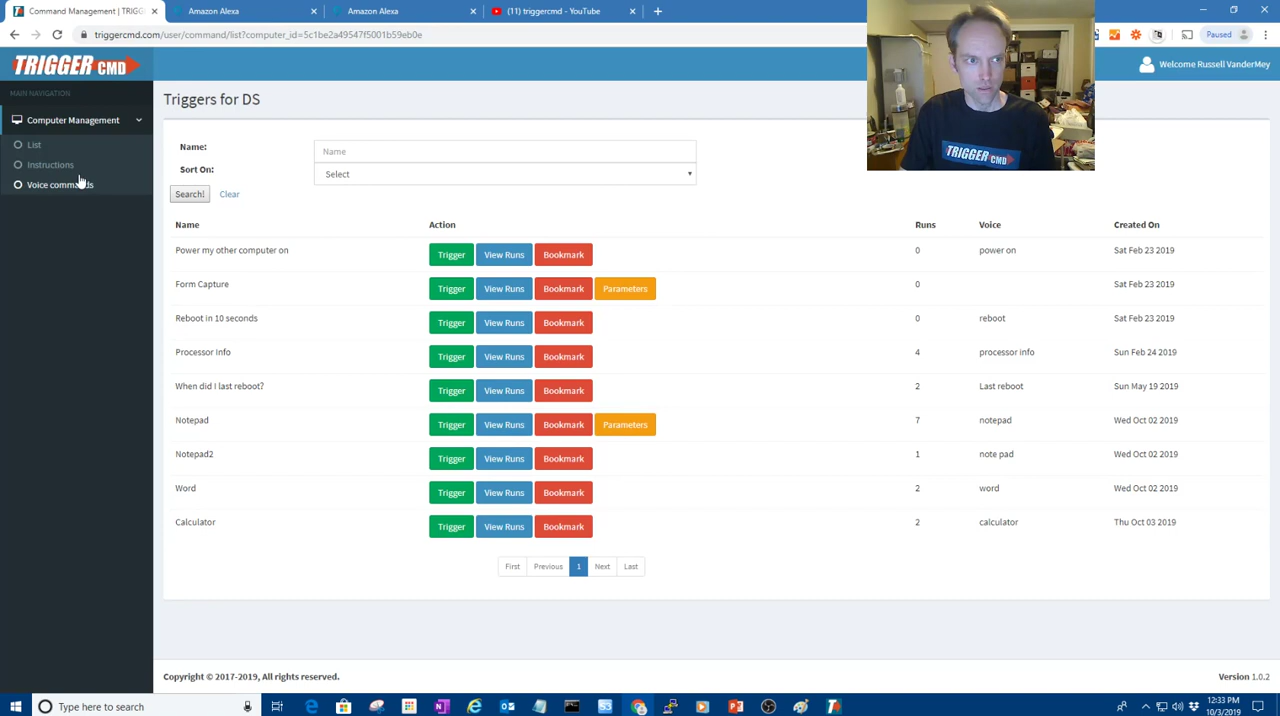 Command Management | TRIGG
Amazon Alexa
Amazon Alexa
(11) triggercmd - YouTube
triggercmd.com/user/command/list?computer_id=5c1be2a49547f5001b59eb0e
Paused
TRIGGER CMD
Welcome Russell VanderMey
MAIN NAVIGATION
Computer Management
List
Instructions
Voice commands
Triggers for DS
Name:
Name
Sort On:
Select
Search!
Clear
Name Action Runs Voice Created On
Power my other computer on Trigger View Runs Bookmark 0 power on Sat Feb 23 2019
Form Capture Trigger View Runs Bookmark Parameters 0 Sat Feb 23 2019
Reboot in 10 seconds Trigger View Runs Bookmark 0 reboot Sat Feb 23 2019
Processor Info Trigger View Runs Bookmark 4 processor info Sun Feb 24 2019
When did I last reboot? Trigger View Runs Bookmark 2 Last reboot Sun May 19 2019
Notepad Trigger View Runs Bookmark Parameters 7 notepad Wed Oct 02 2019
Notepad2 Trigger View Runs Bookmark 1 note pad Wed Oct 02 2019
Word Trigger View Runs Bookmark 2 word Wed Oct 02 2019
Calculator Trigger View Runs Bookmark 2 calculator Thu Oct 03 2019
First Previous 1 Next Last
Copyright © 2017-2019, All rights reserved.
Version 1.0.2
Type here to search
12:33 PM
10/3/2019
TRIGGER CMD